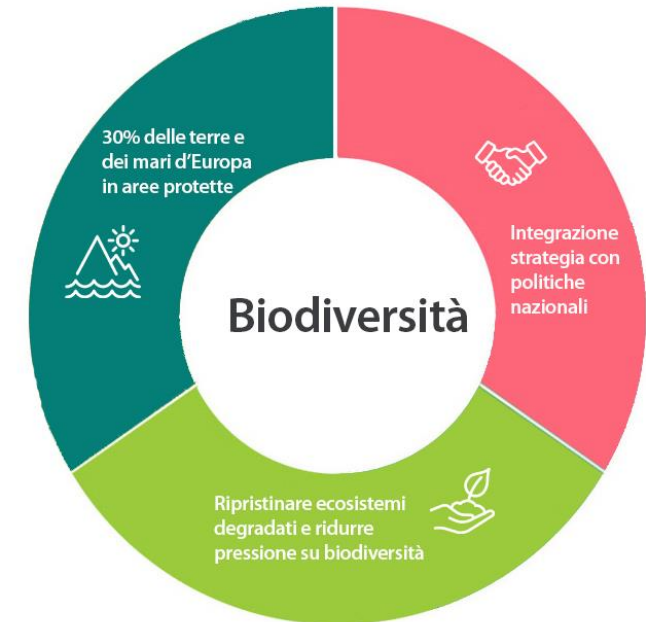 30% delle terre e
dei mari d'Europa
in aree protette
Integrazione
strategia con
politiche
nazionali
Biodiversità
Ripristinare ecosistemi
degradati e ridurre
pressione su biodiversità